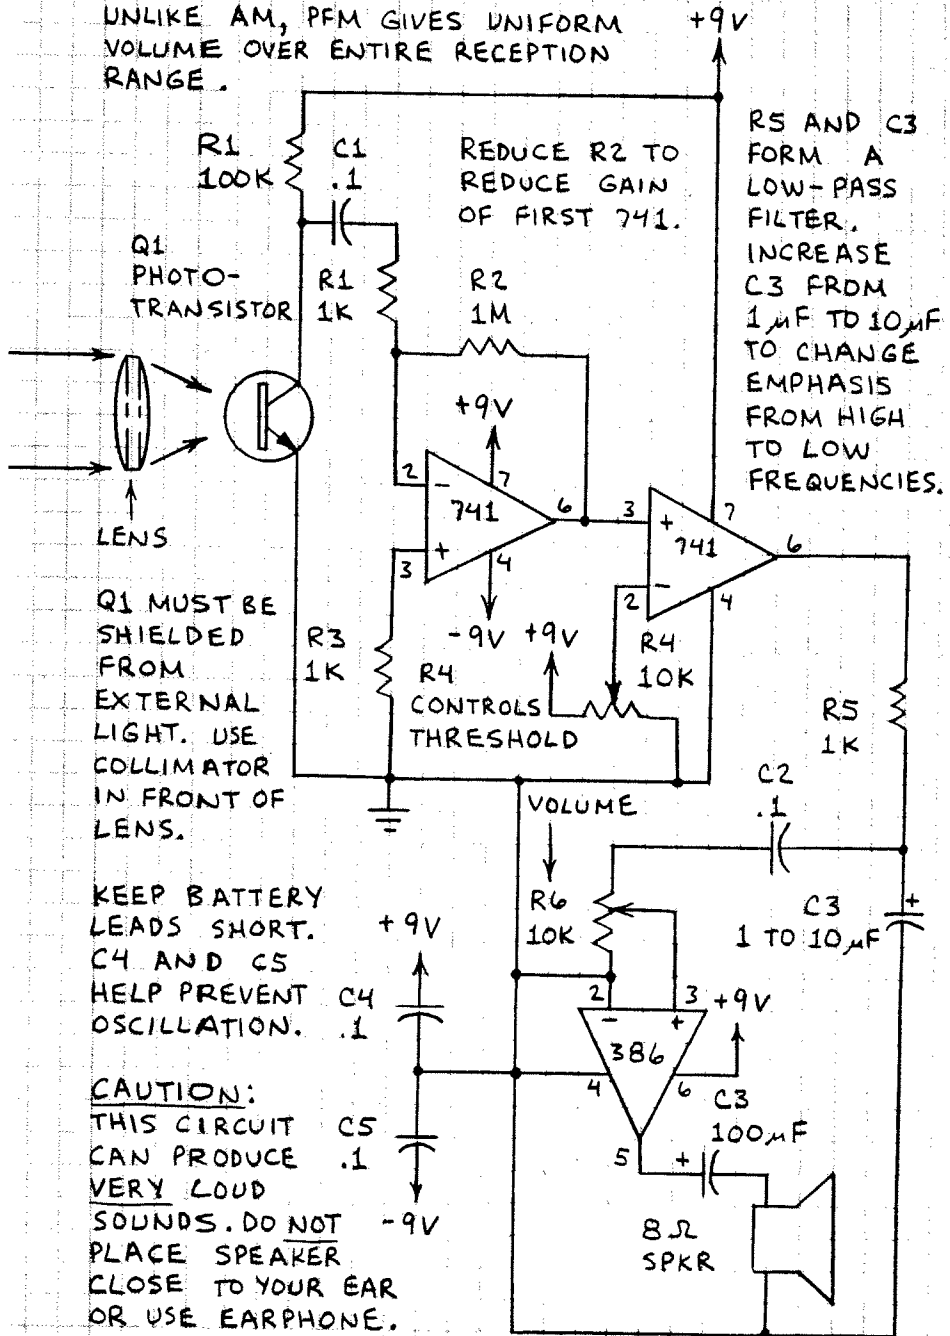 UNLIKE AM, PFM GIVES UNIFORM
VOLUME OVER ENTIRE RECEPTION
RANGE.
+9V
R1
100K
C1
.1
REDUCE R2 TO
REDUCE GAIN
OF FIRST 741.
R5 AND C3
FORM A
LOW-PASS
FILTER.
INCREASE
C3 FROM
1 µF TO 10 µF
TO CHANGE
EMPHASIS
FROM HIGH
TO LOW
FREQUENCIES.
Q1
PHOTO-
TRANSISTOR
R1
1K
R2
1M
+9V
2
-
7
741
6
+
3
4
-9V
3
+
7
741
6
-
2
4
LENS
Q1 MUST BE
SHIELDED
FROM
EXTERNAL
LIGHT. USE
COLLIMATOR
IN FRONT OF
LENS.
R3
1K
+9V
R4
10K
R4
CONTROLS
THRESHOLD
R5
1K
VOLUME
C2
.1
R6
10K
C3
1 TO 10 µF
+
KEEP BATTERY
LEADS SHORT.
C4 AND C5
HELP PREVENT
OSCILLATION.
+9V
C4
.1
2
3
+9V
-
+
386
4
6
5
C3
100µF
+
CAUTION:
THIS CIRCUIT
CAN PRODUCE
VERY LOUD
SOUNDS. DO NOT
PLACE SPEAKER
CLOSE TO YOUR EAR
OR USE EARPHONE.
C5
.1
-9V
8Ω
SPKR